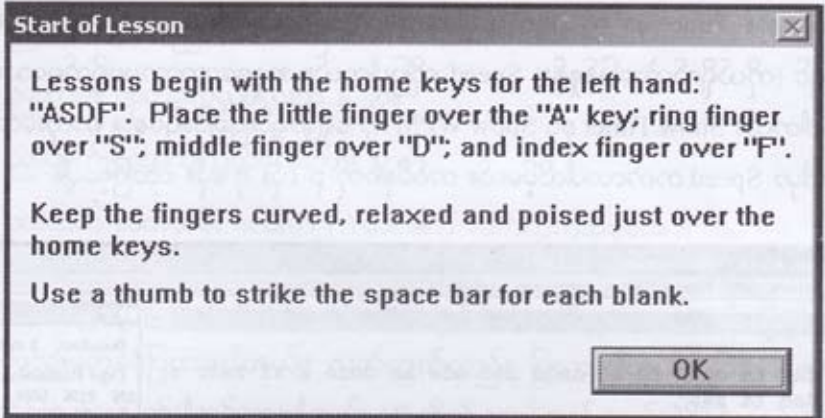 Start of Lesson
Lessons begin with the home keys for the left hand:
"ASDF". Place the little finger over the "A" key; ring finger
over "S"; middle finger over "D"; and index finger over "F".
Keep the fingers curved, relaxed and poised just over the
home keys.
Use a thumb to strike the space bar for each blank.
OK